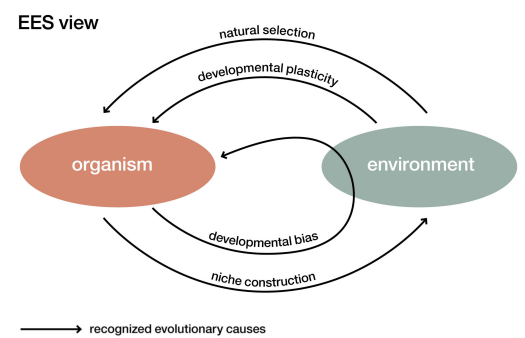 EES view
natural selection
developmental plasticity
organism
environment
developmental bias
niche construction
recognized evolutionary causes